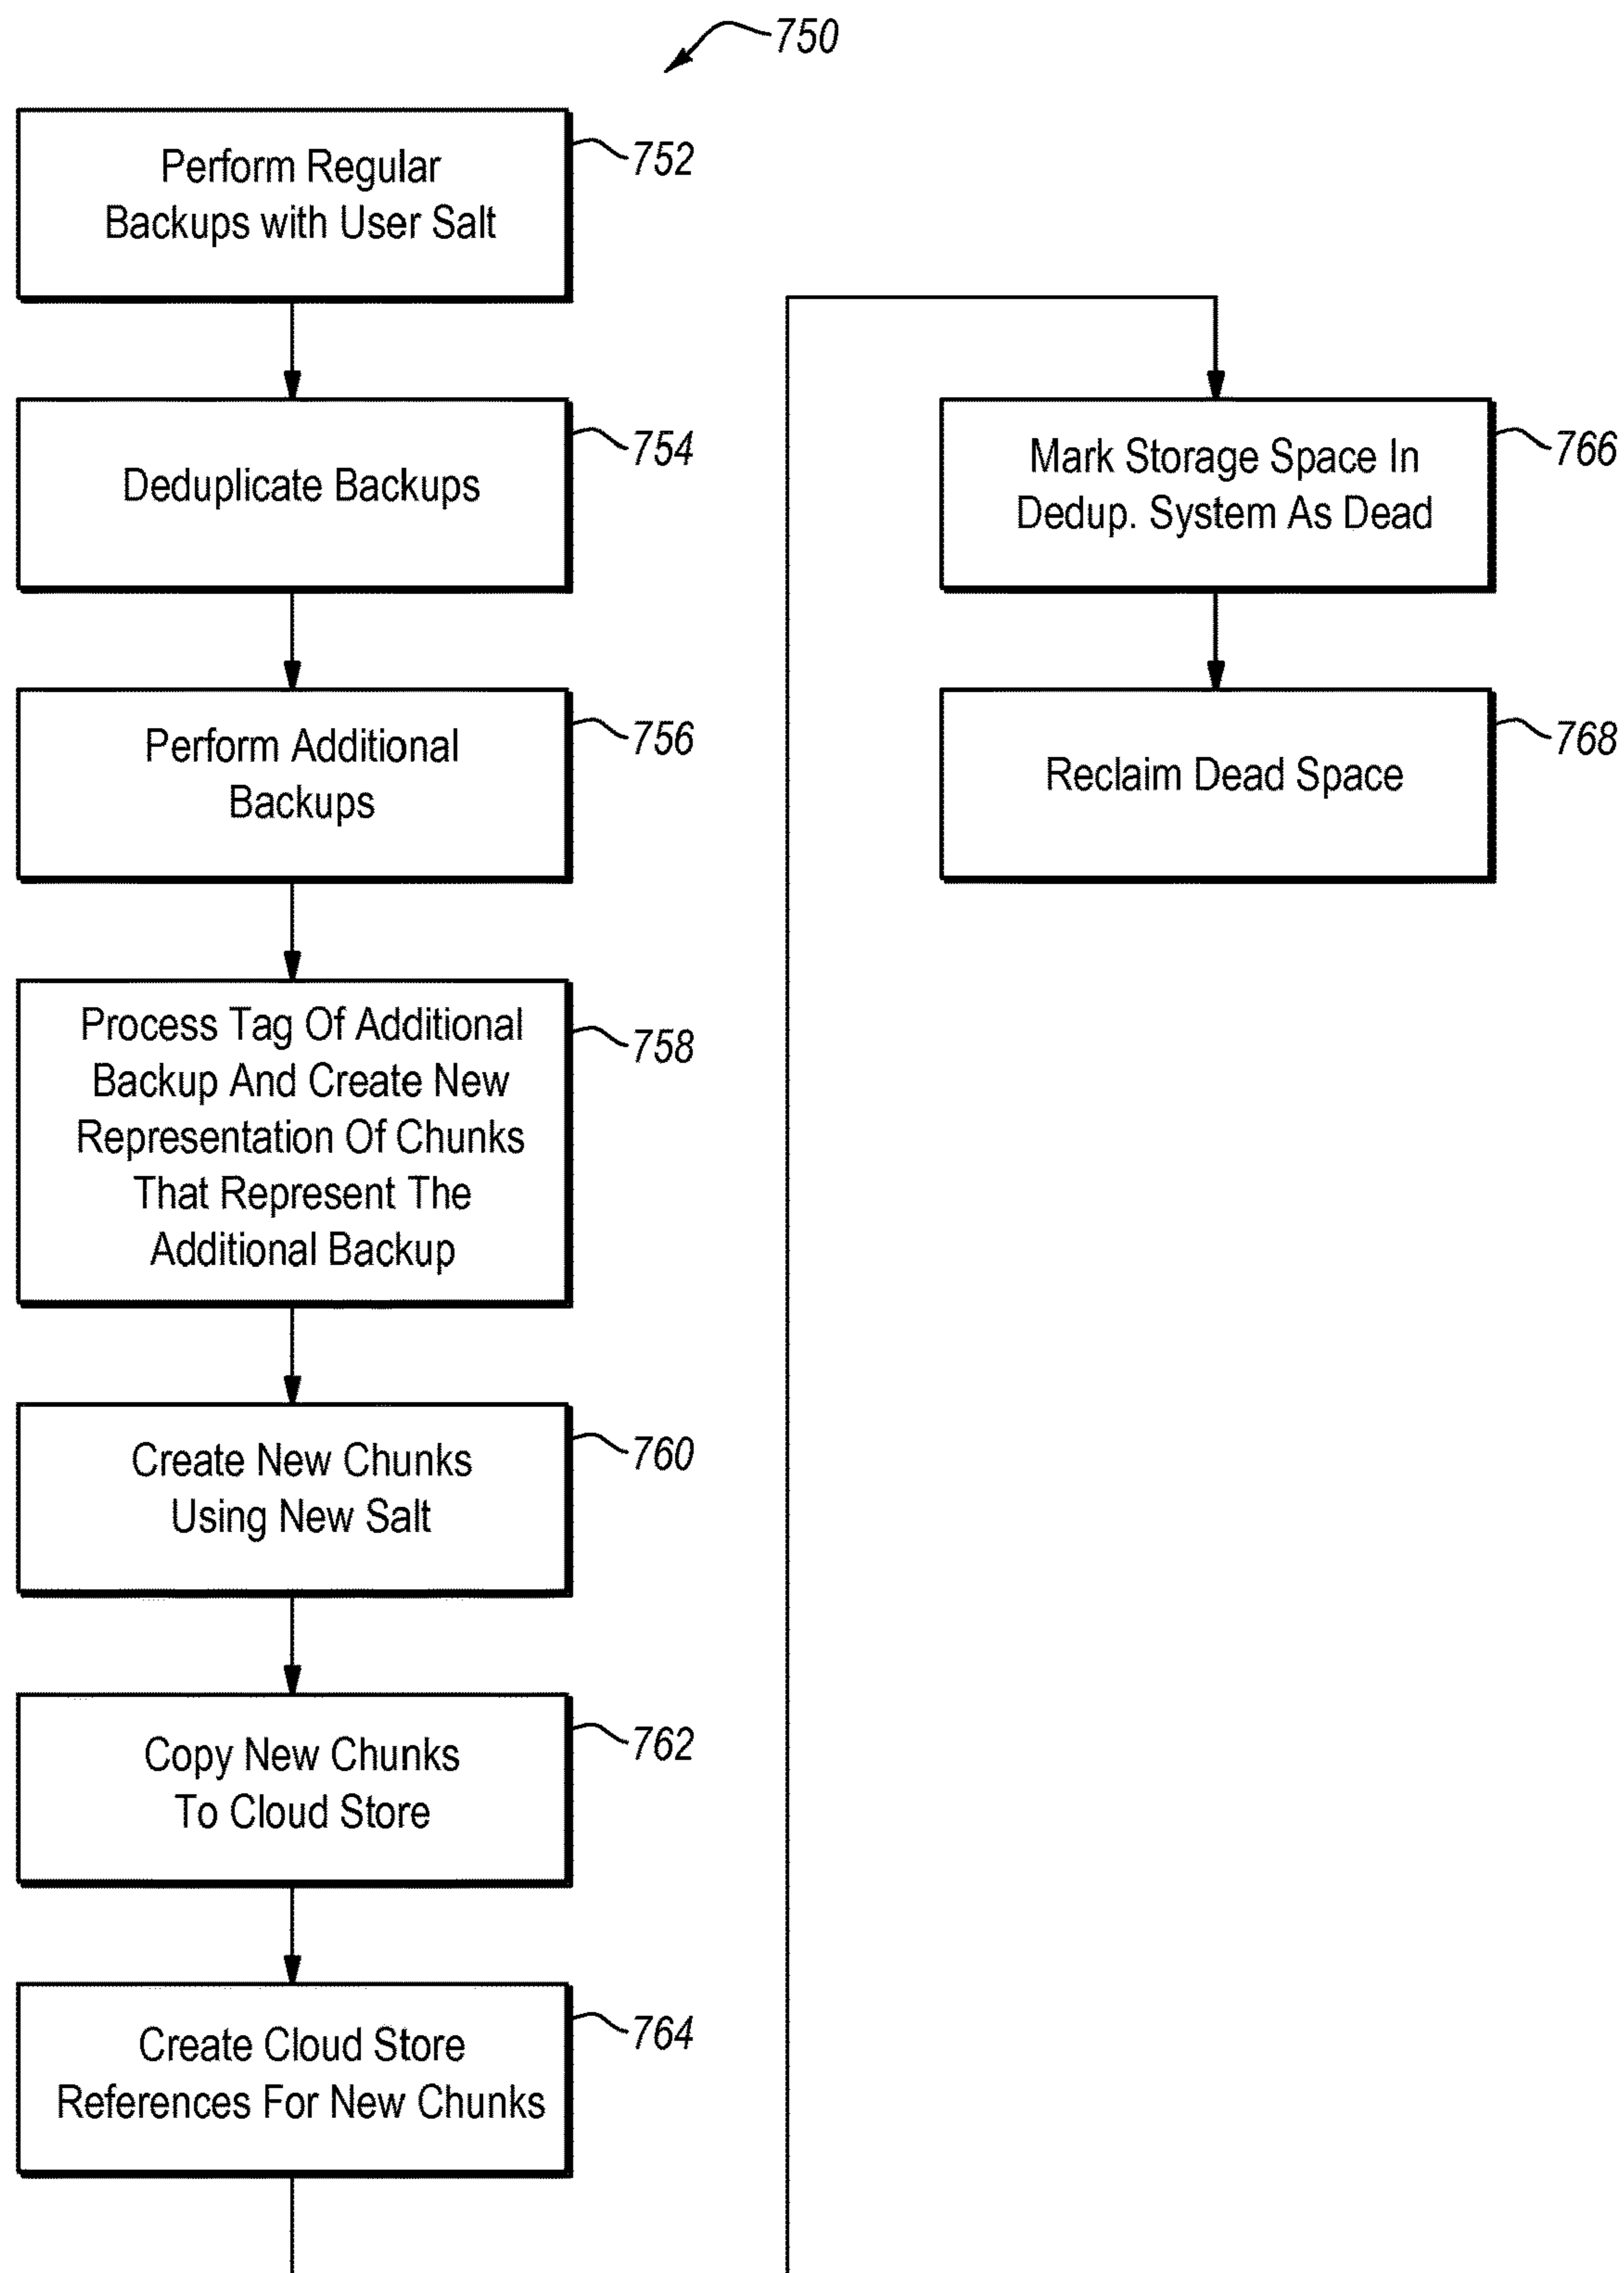 750
Perform Regular
Backups with User Salt
752
Deduplicate Backups
754
Perform Additional
Backups
756
Process Tag Of Additional
Backup And Create New
Representation Of Chunks
That Represent The
Additional Backup
758
Create New Chunks
Using New Salt
760
Copy New Chunks
To Cloud Store
762
Create Cloud Store
References For New Chunks
764
Mark Storage Space In
Dedup. System As Dead
766
Reclaim Dead Space
768